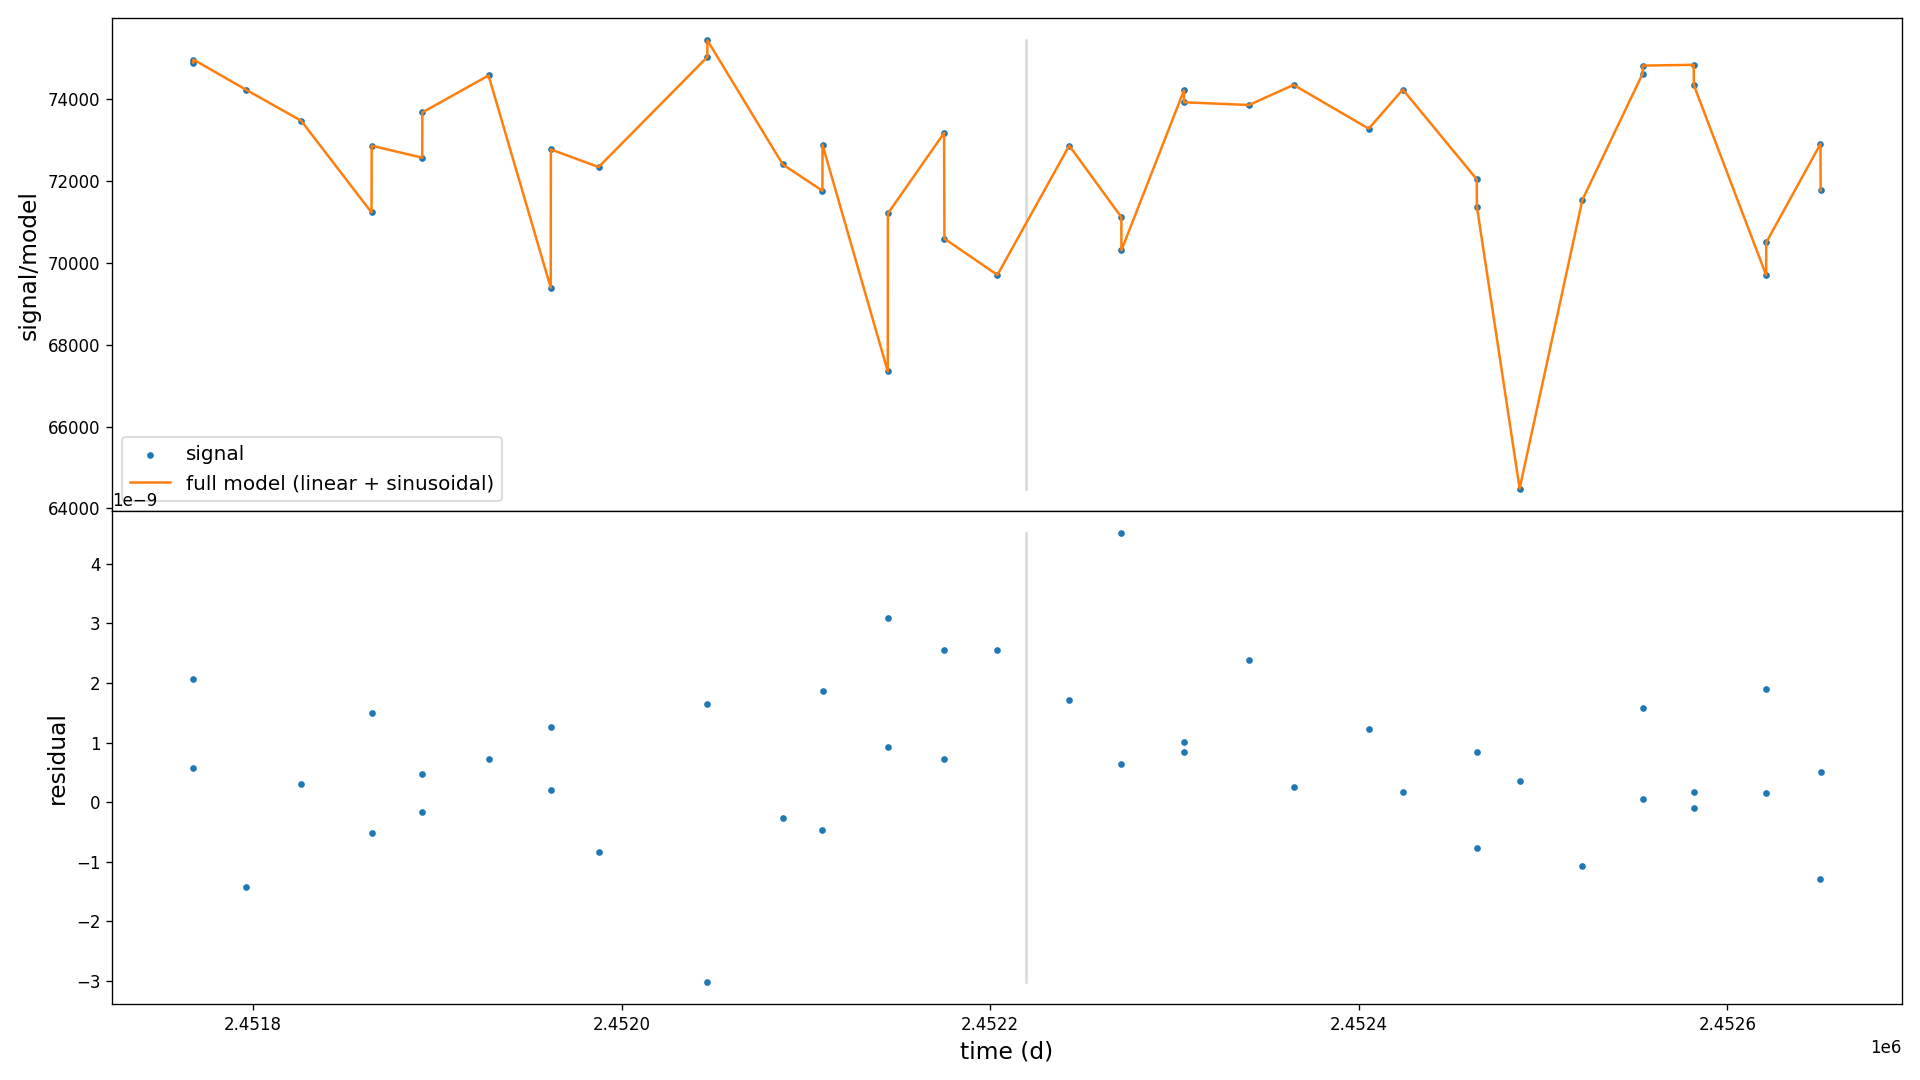 signal/model
74000
72000
70000
68000
66000
64000
signal
full model (linear + sinusoidal)
1e−9
residual
4
3
2
1
0
−1
−2
−3
2.4518
2.4520
2.4522
2.4524
2.4526
time (d)
1e6